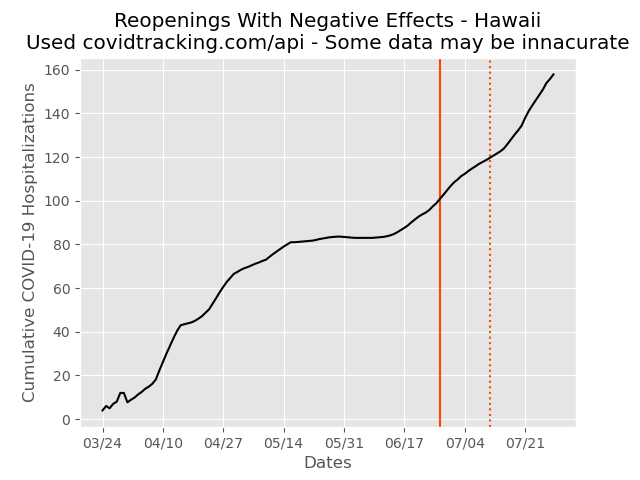 Reopenings With Negative Effects - Hawaii
Used covidtracking.com/api - Some data may be innacurate
Cumulative COVID-19 Hospitalizations
160
140
120
100
80
60
40
20
0
03/24 04/10 04/27 05/14 05/31 06/17 07/04 07/21
Dates